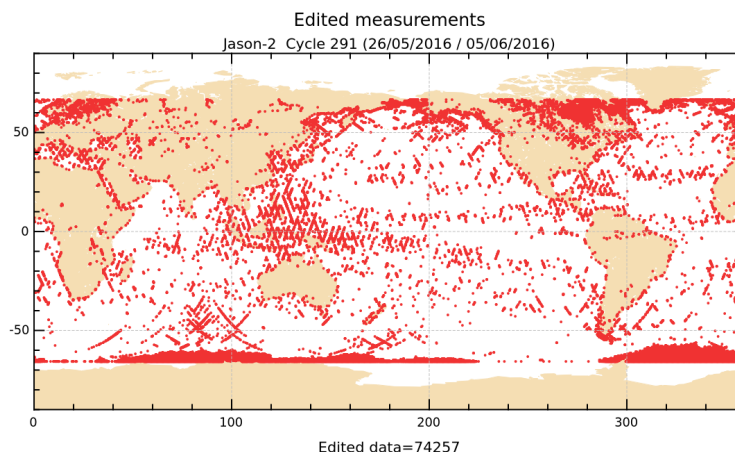 Edited measurements
Jason-2 Cycle 291 (26/05/2016 / 05/06/2016)
50
0
-50
0 100 200 300
Edited data=74257